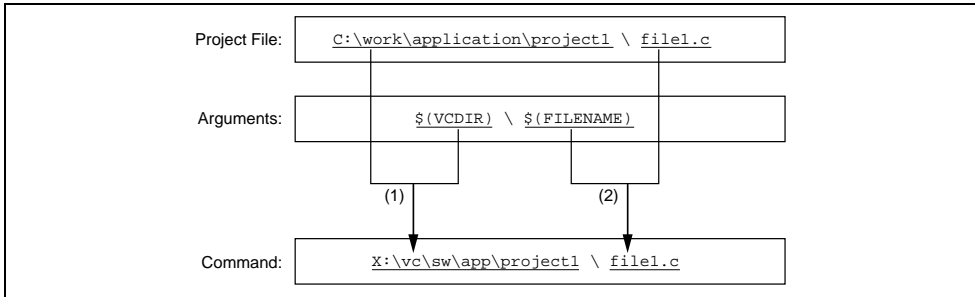 Project File: C:\work\application\project1 \ file1.c
Arguments: $(VCDIR) \ $(FILENAME)
(1) (2)
Command: X:\vc\sw\app\project1 \ file1.c